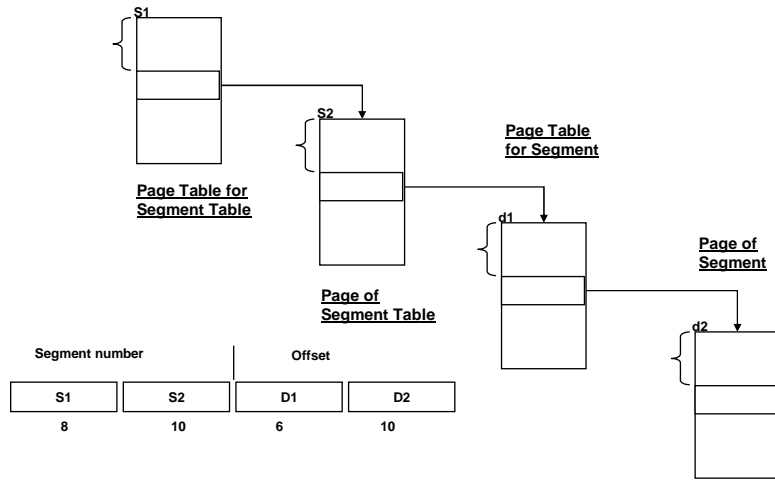 S1
S2
Page Table
for Segment
Page Table for
Segment Table
d1
Page of
Segment
Page of
Segment Table
d2
Segment number
Offset
S1 S2 D1 D2
8 10 6 10